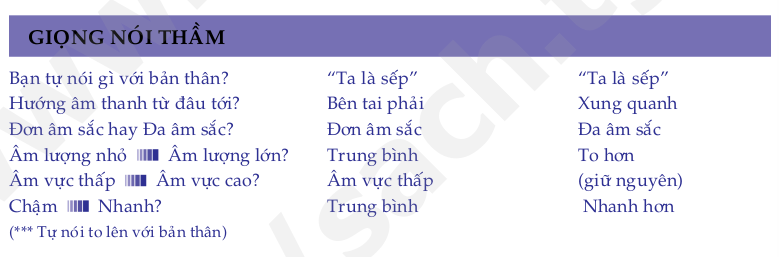 GIỌNG NÓI THẦM
Bạn tự nói gì với bản thân? “Ta là sếp” “Ta là sếp”
Hướng âm thanh từ đâu tới? Bên tai phải Xung quanh
Đơn âm sắc hay Đa âm sắc? Đơn âm sắc Đa âm sắc
Âm lượng nhỏ Âm lượng lớn? Trung bình To hơn
Âm vực thấp Âm vực cao? Âm vực thấp (giữ nguyên)
Chậm Nhanh? Trung bình Nhanh hơn
(*** Tự nói to lên với bản thân)